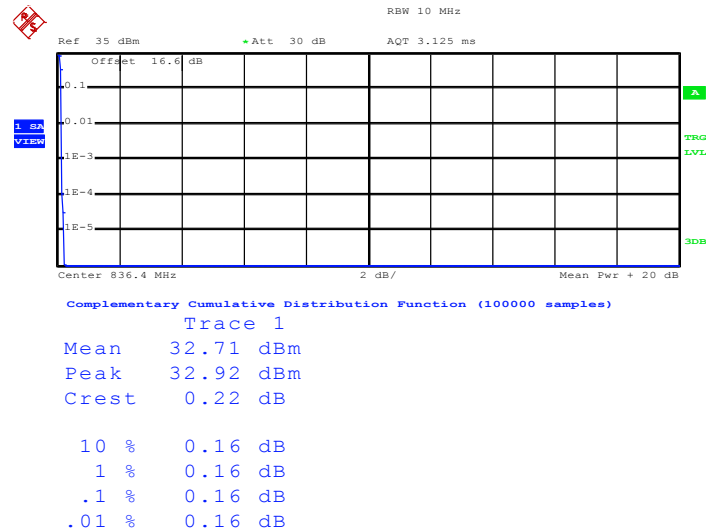 R S
RBW 10 MHz
Ref 35 dBm * Att 30 dB AQT 3.125 ms
Offset 16.6 dB
0.1
A
0.01
1 SA
VIEW
TRG
LVL
1E-3
1E-4
1E-5
3DB
Center 836.4 MHz 2 dB/ Mean Pwr + 20 dB
Complementary Cumulative Distribution Function (100000 samples)
Trace 1
Mean 32.71 dBm
Peak 32.92 dBm
Crest 0.22 dB
10 % 0.16 dB
1 % 0.16 dB
.1 % 0.16 dB
.01 % 0.16 dB